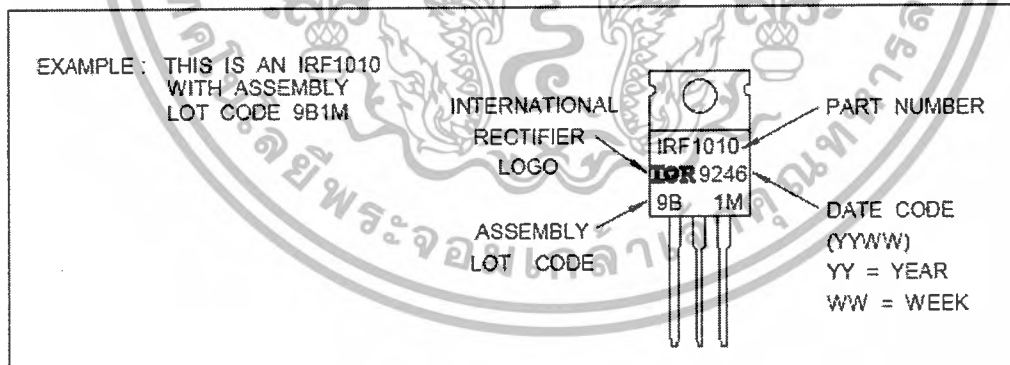 EXAMPLE : THIS IS AN IRF1010
WITH ASSEMBLY
LOT CODE 9B1M
INTERNATIONAL
RECTIFIER
LOGO
ASSEMBLY
LOT CODE
IRF1010
IOR 9246
9B 1M
PART NUMBER
DATE CODE
(YYWW)
YY = YEAR
WW = WEEK